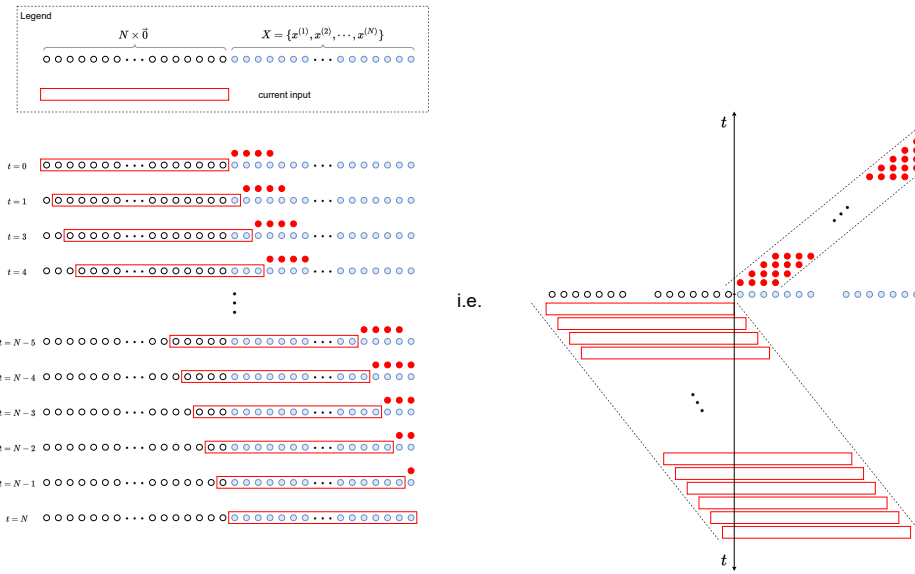 Legend
N × 0⃗
X = {x⁽¹⁾, x⁽²⁾, ⋯, x⁽ᴺ⁾}
current input
t = 0
t = 1
t = 3
t = 4
t = N − 5
t = N − 4
t = N − 3
t = N − 2
t = N − 1
t = N
i.e.
t
t